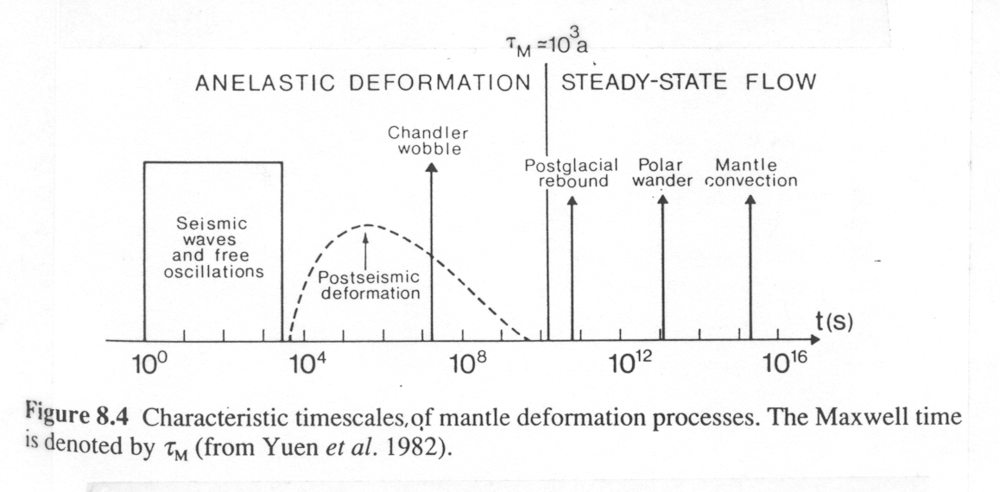 τM ≃10³a
ANELASTIC DEFORMATION
STEADY-STATE FLOW
Chandler
wobble
Postglacial
rebound
Polar
wander
Mantle
convection
Seismic
waves
and free
oscillations
Postseismic
deformation
t(s)
10⁰ 10⁴ 10⁸ 10¹² 10¹⁶
Figure 8.4 Characteristic timescales of mantle deformation processes. The Maxwell time
is denoted by τM (from Yuen et al. 1982).